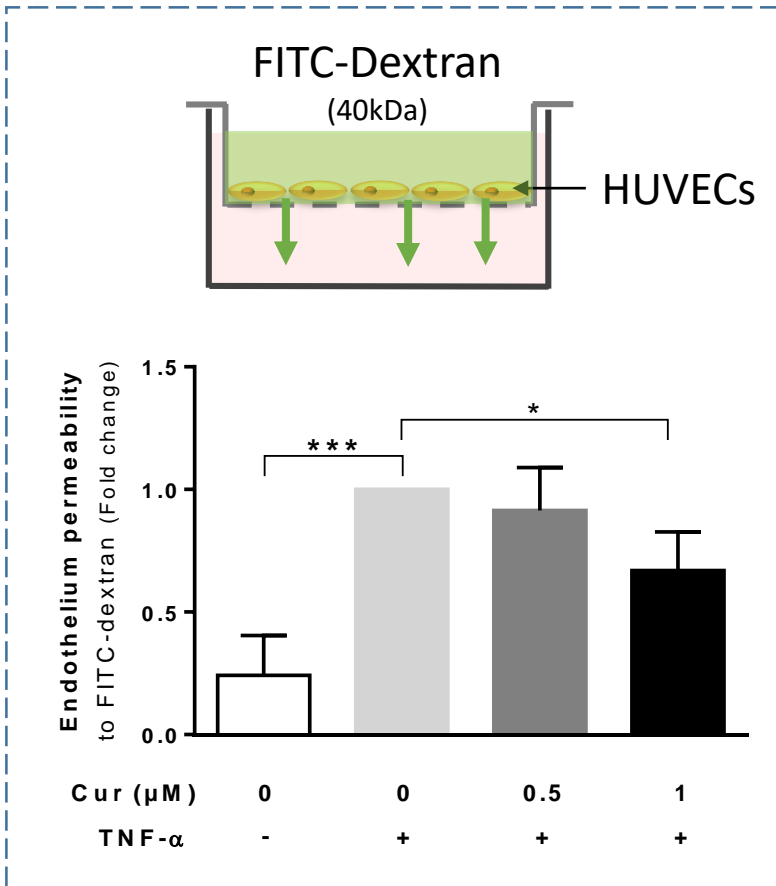 FITC-Dextran
(40kDa)
HUVECs
Endothelium permeability
to FITC-dextran (Fold change)
1.5
1.0
0.5
0.0
***
*
Cur (µM) 0 0 0.5 1
TNF-α - + + +